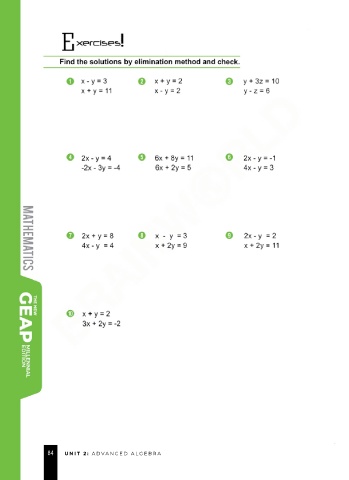 Exercises!
Find the solutions by elimination method and check.
1 x - y = 3
x + y = 11
2 x + y = 2
x - y = 2
3 y + 3z = 10
y - z = 6
4 2x - y = 4
-2x - 3y = -4
5 6x + 8y = 11
6x + 2y = 5
6 2x - y = -1
4x - y = 3
7 2x + y = 8
4x - y = 4
8 x - y = 3
x + 2y = 9
9 2x - y = 2
x + 2y = 11
10 x + y = 2
3x + 2y = -2
MATHEMATICS
THE NEW
GEAP
MILLENNIAL
EDITION
84 UNIT 2: ADVANCED ALGEBRA